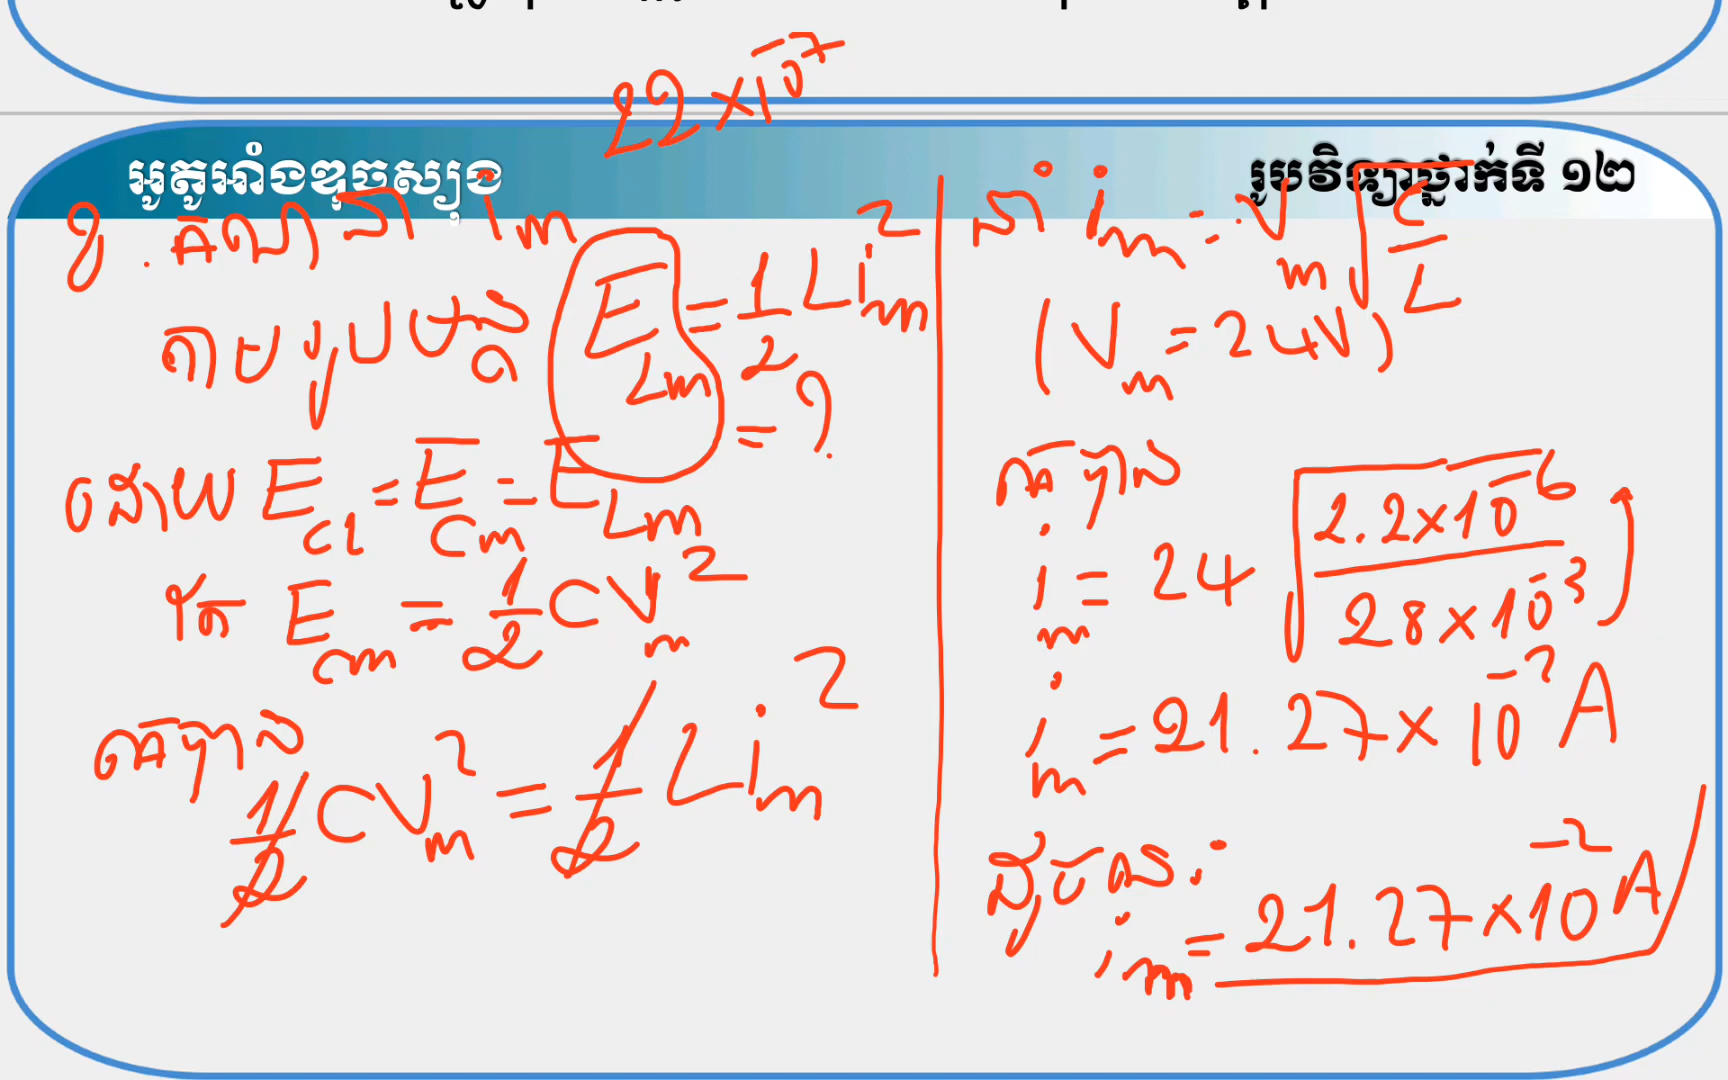 22×10⁻⁷
អូតូអាំងឌុចស្យុង
រូបវិទ្យាថ្នាក់ទី ១២
ខ. គណនា iₘ
តាមរូបមន្ត E_Lm = 1/2 L iₘ²
= ?
ដោយ E_C1 = E_Cm = E_Lm
តែ E_cm = 1/2 CVₘ²
គេបាន
1/2 CVₘ² = 1/2 L iₘ²
នាំ iₘ = Vₘ √(C/L)
(Vₘ = 24V)
គេបាន
iₘ = 24 √(2.2×10⁻⁶ / 28×10⁻³)
iₘ = 21.27×10⁻² A
ដូចនេះ:
iₘ = 21.27×10⁻² A